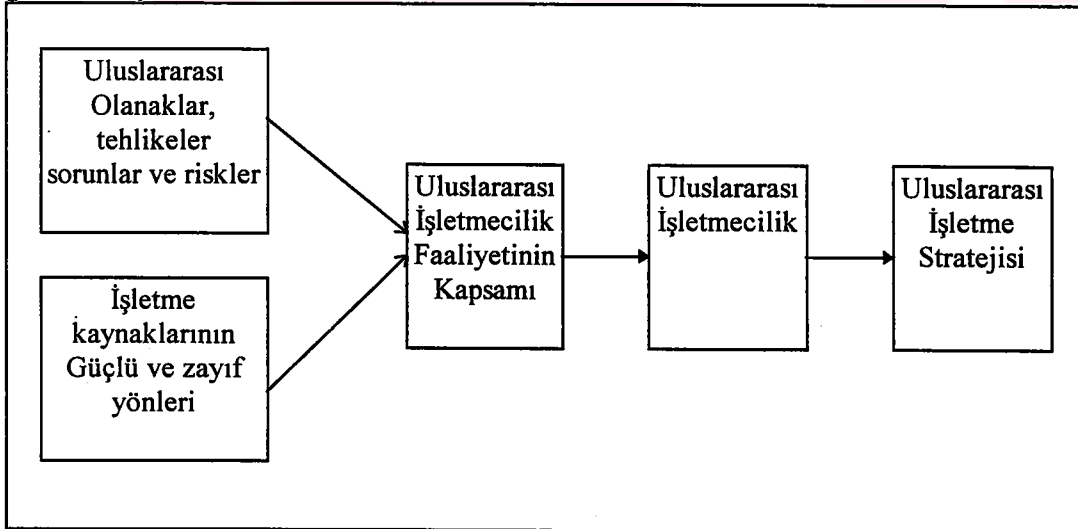 Uluslararası
Olanaklar,
tehlikeler
sorunlar ve riskler
İşletme
kaynaklarının
Güçlü ve zayıf
yönleri
Uluslararası
İşletmecilik
Faaliyetinin
Kapsamı
Uluslararası
İşletmecilik
Uluslararası
İşletme
Stratejisi